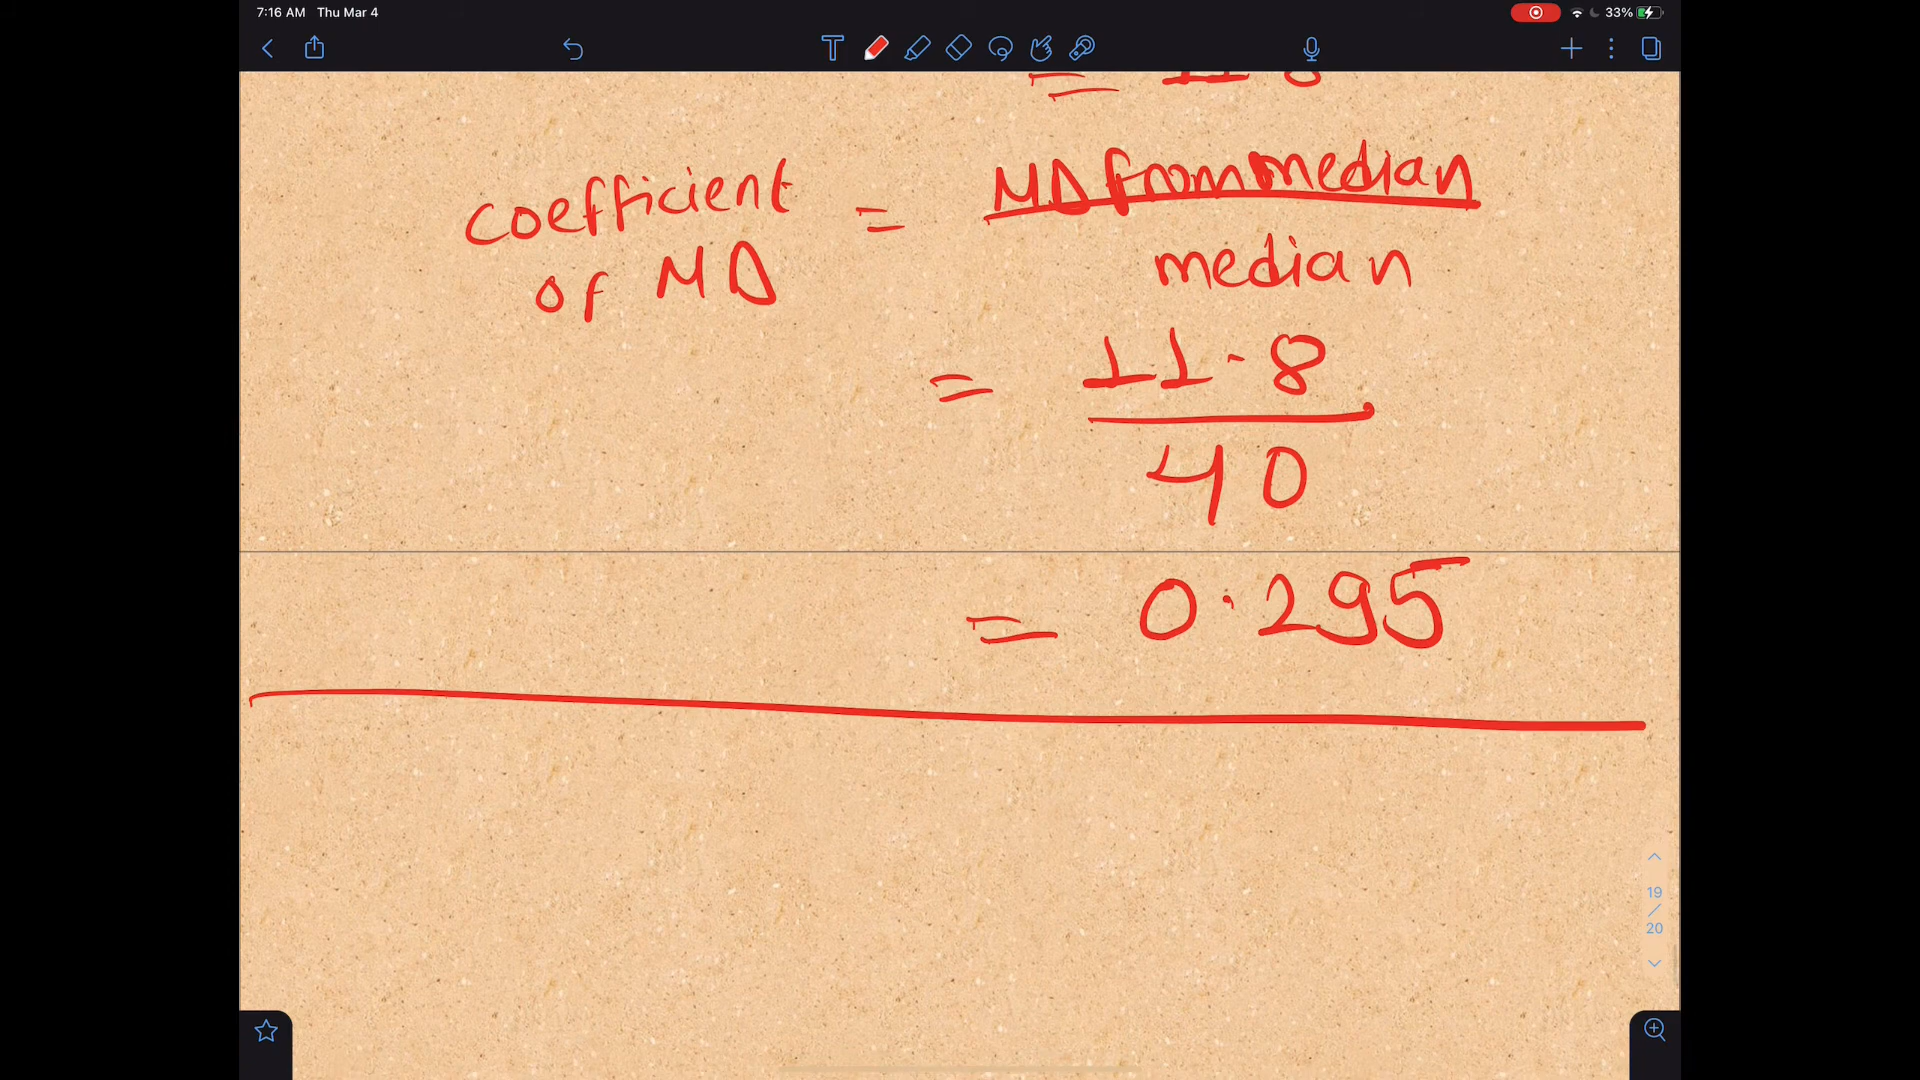 7:16 AM Thu Mar 4
33%
coefficient of MD = MD from median / median
= 11.8 / 40
= 0.295
19
/
20